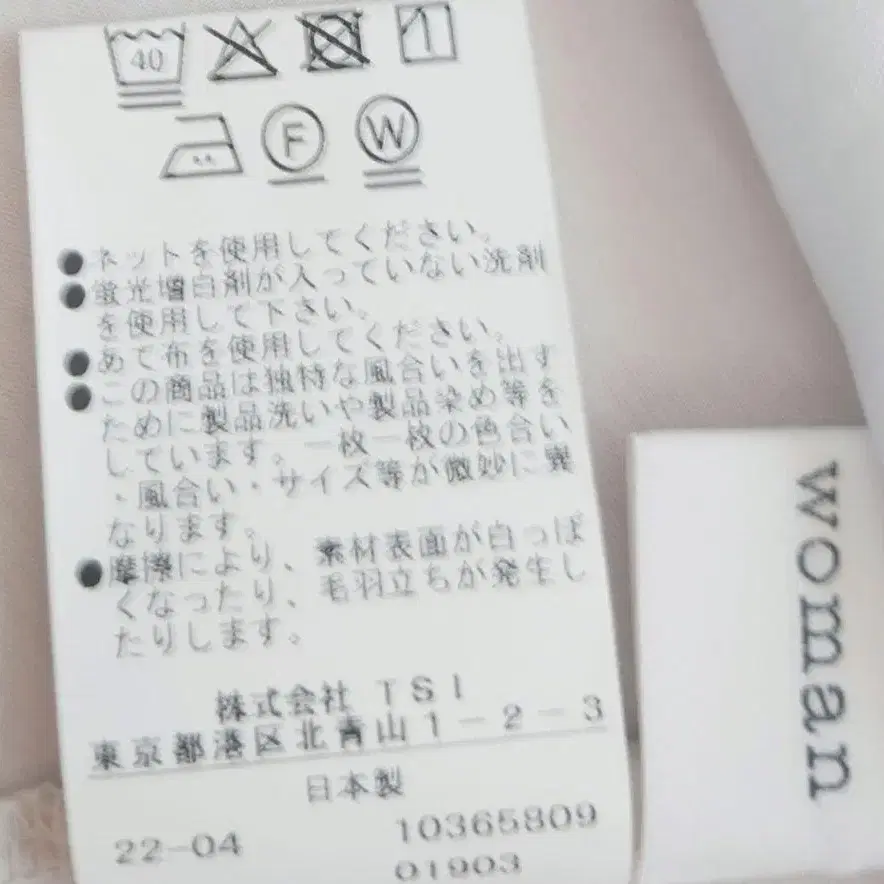 40
F W
●ネットを使用してください。
●蛍光増白剤が入っていない洗剤
を使用して下さい。
●あて布を使用してください。
●この商品は独特な風合いを出す
ために製品洗いや製品染め等を
しています。一枚一枚の色合い
・風合い・サイズ等が微妙に異
なります。
●摩擦により、素材表面が白っぽ
くなったり、毛羽立ちが発生し
たりします。
株式会社 TSI
東京都港区北青山1-2-3
日本製
22-04 10365809
01903
woman